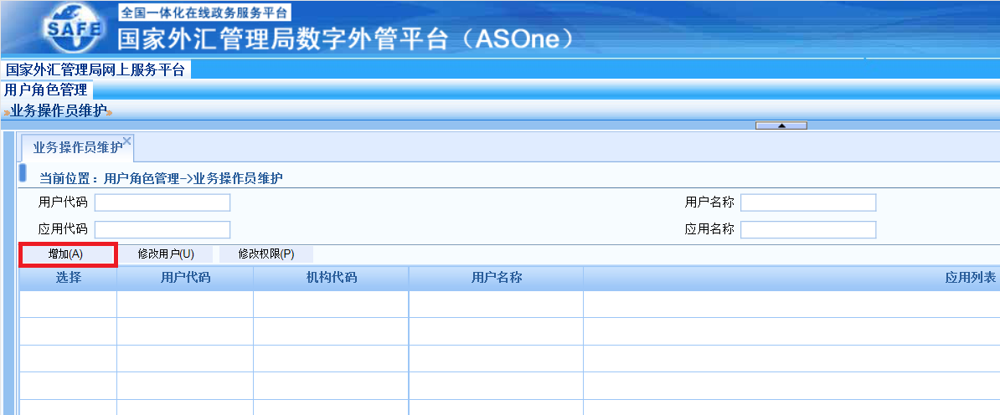 SAFE
全国一体化在线政务服务平台
国家外汇管理局数字外管平台（ASOne）
国家外汇管理局网上服务平台
用户角色管理
业务操作员维护
业务操作员维护
当前位置：用户角色管理->业务操作员维护
用户代码 用户名称
应用代码 应用名称
增加(A) 修改用户(U) 修改权限(P)
选择 用户代码 机构代码 用户名称 应用列表